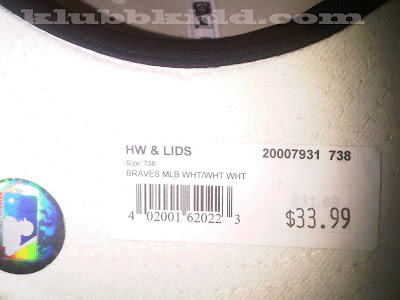 klubbkidd.com
HW & LIDS 20007931 738
Size: 738
BRAVES MLB WHT/WHT WHT
4 02001 62022 3
$33.99